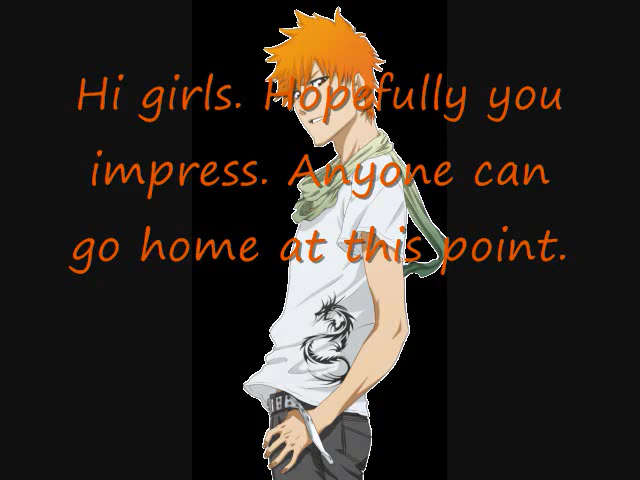 Hi girls. Hopefully you
impress. Anyone can
go home at this point.